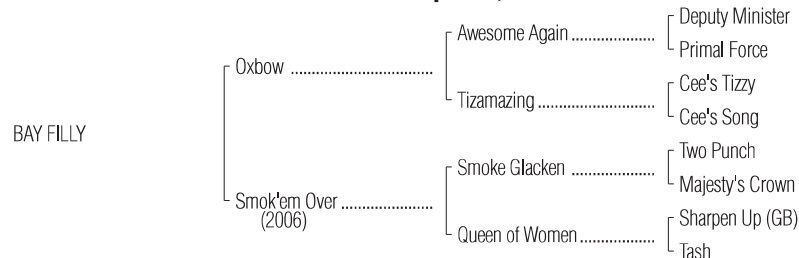 Deputy Minister
Awesome Again ....................
Primal Force
Oxbow ...................................
Cee's Tizzy
Tizamazing ............................
Cee's Song
BAY FILLY
Two Punch
Smoke Glacken ....................
Majesty's Crown
Smok'em Over ......................
(2006)
Sharpen Up (GB)
Queen of Women ..................
Tash